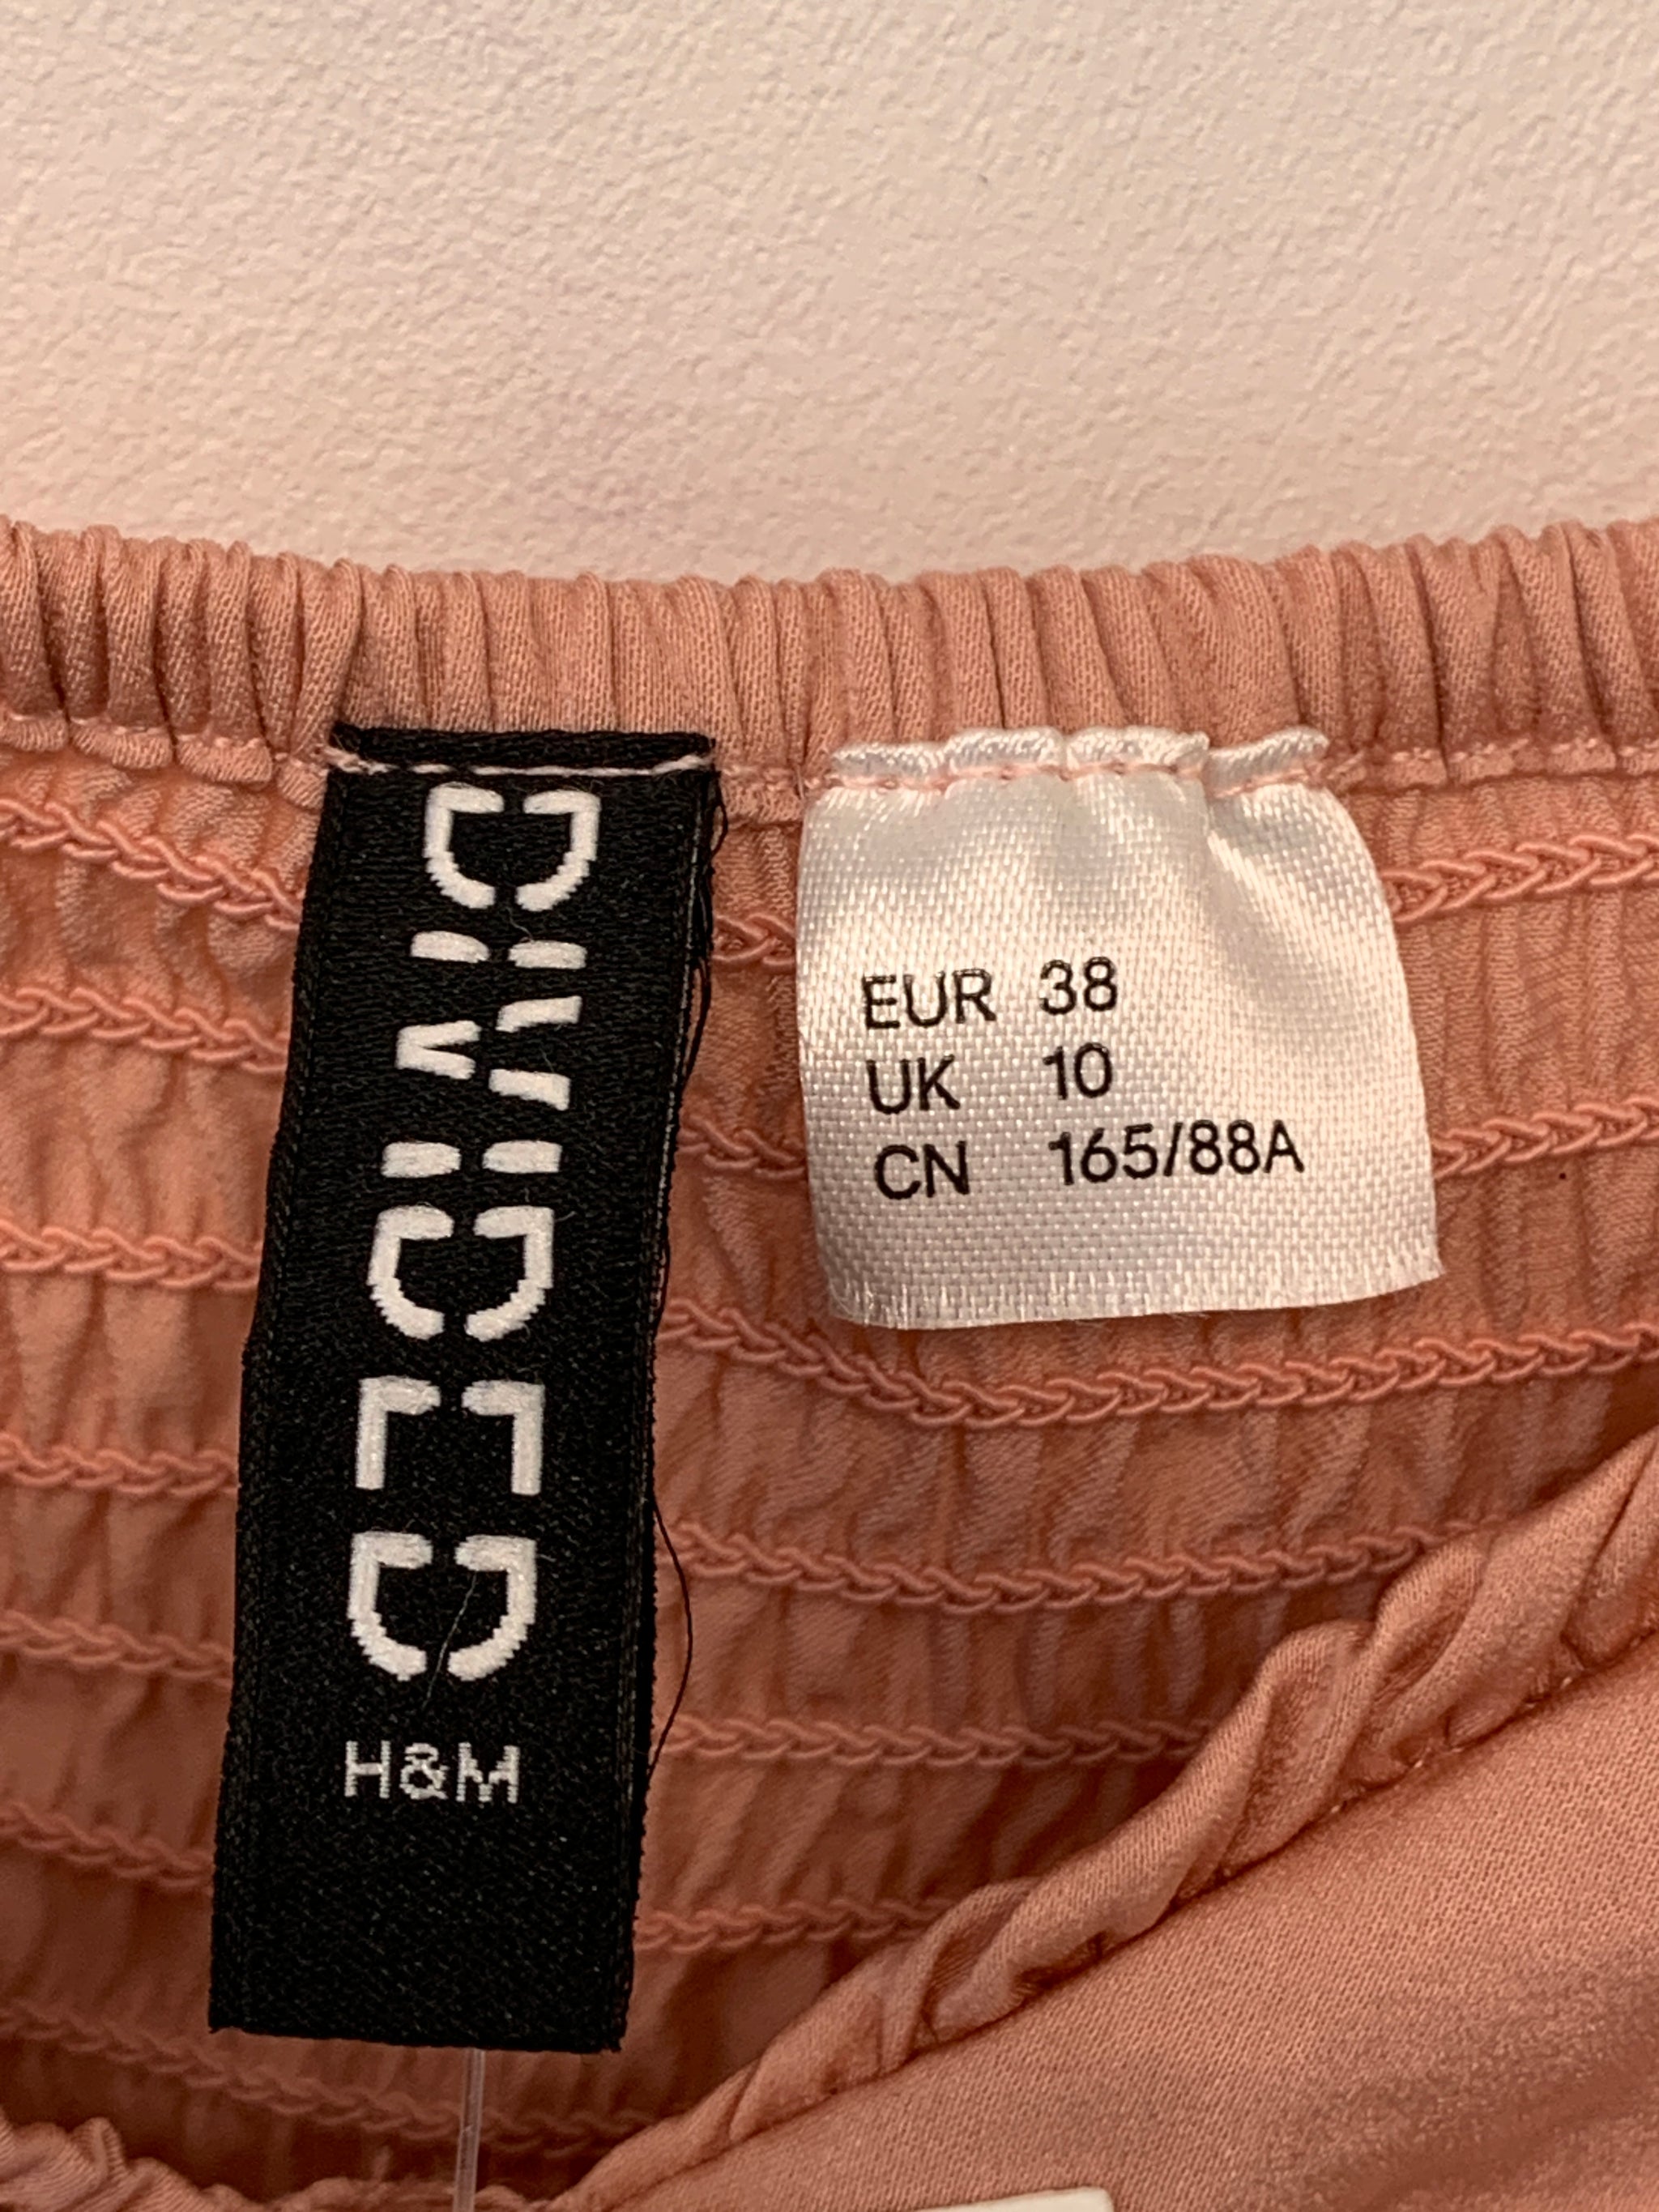 DIVIDED
H&M
EUR 38
UK 10
CN 165/88A